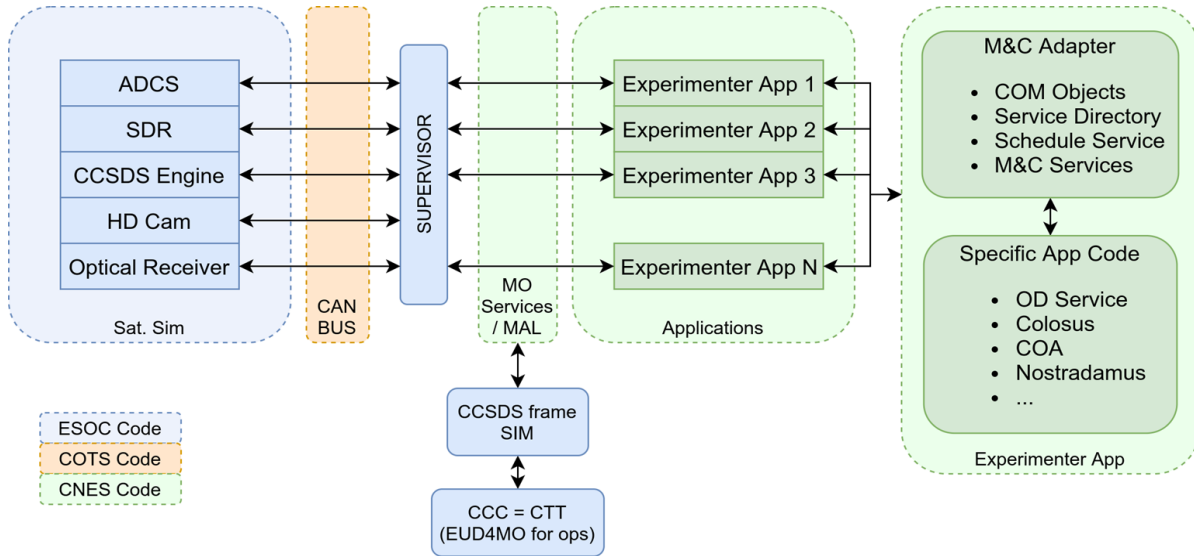 ADCS
SDR
CCSDS Engine
HD Cam
Optical Receiver
Sat. Sim
CAN
BUS
SUPERVISOR
MO
Services
/ MAL
Experimenter App 1
Experimenter App 2
Experimenter App 3
Experimenter App N
Applications
M&C Adapter
• COM Objects
• Service Directory
• Schedule Service
• M&C Services
Specific App Code
• OD Service
• Colosus
• COA
• Nostradamus
• ...
Experimenter App
CCSDS frame
SIM
CCC = CTT
(EUD4MO for ops)
ESOC Code
COTS Code
CNES Code